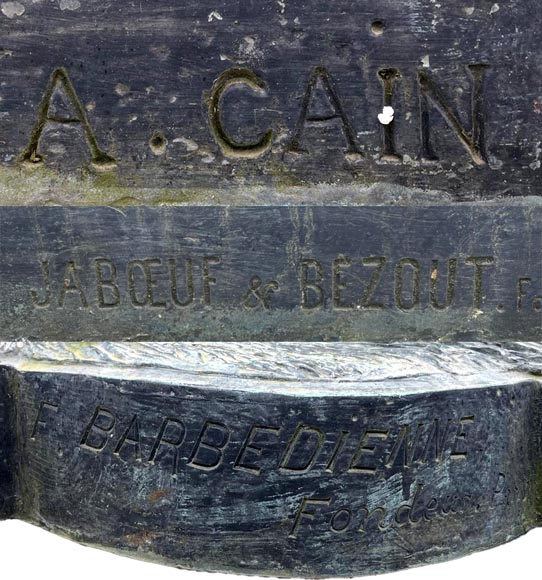 A. CAIN
JABŒUF & BEZOUT. F.
F BARBEDIENNE
Fondeur.